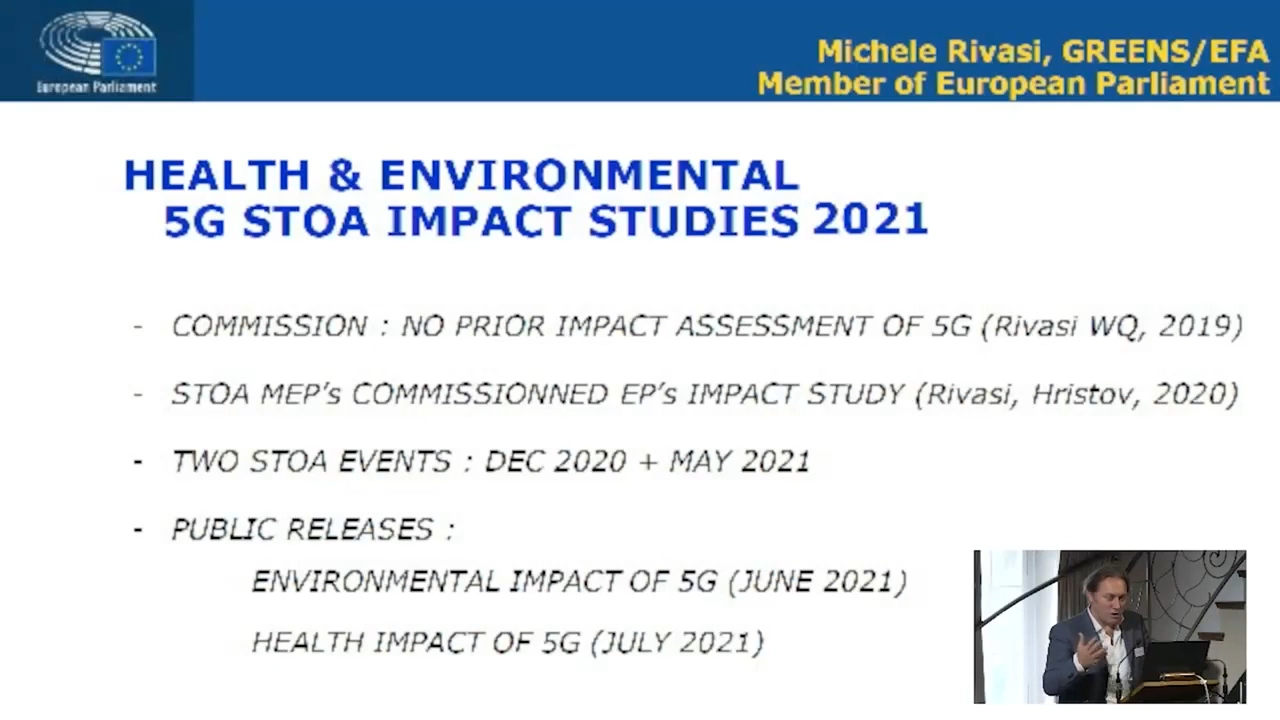 European Parliament
Michele Rivasi, GREENS/EFA
Member of European Parliament
HEALTH & ENVIRONMENTAL
5G STOA IMPACT STUDIES 2021
- COMMISSION : NO PRIOR IMPACT ASSESSMENT OF 5G (Rivasi WQ, 2019)
- STOA MEP’s COMMISSIONNED EP’s IMPACT STUDY (Rivasi, Hristov, 2020)
- TWO STOA EVENTS : DEC 2020 + MAY 2021
- PUBLIC RELEASES :
ENVIRONMENTAL IMPACT OF 5G (JUNE 2021)
HEALTH IMPACT OF 5G (JULY 2021)